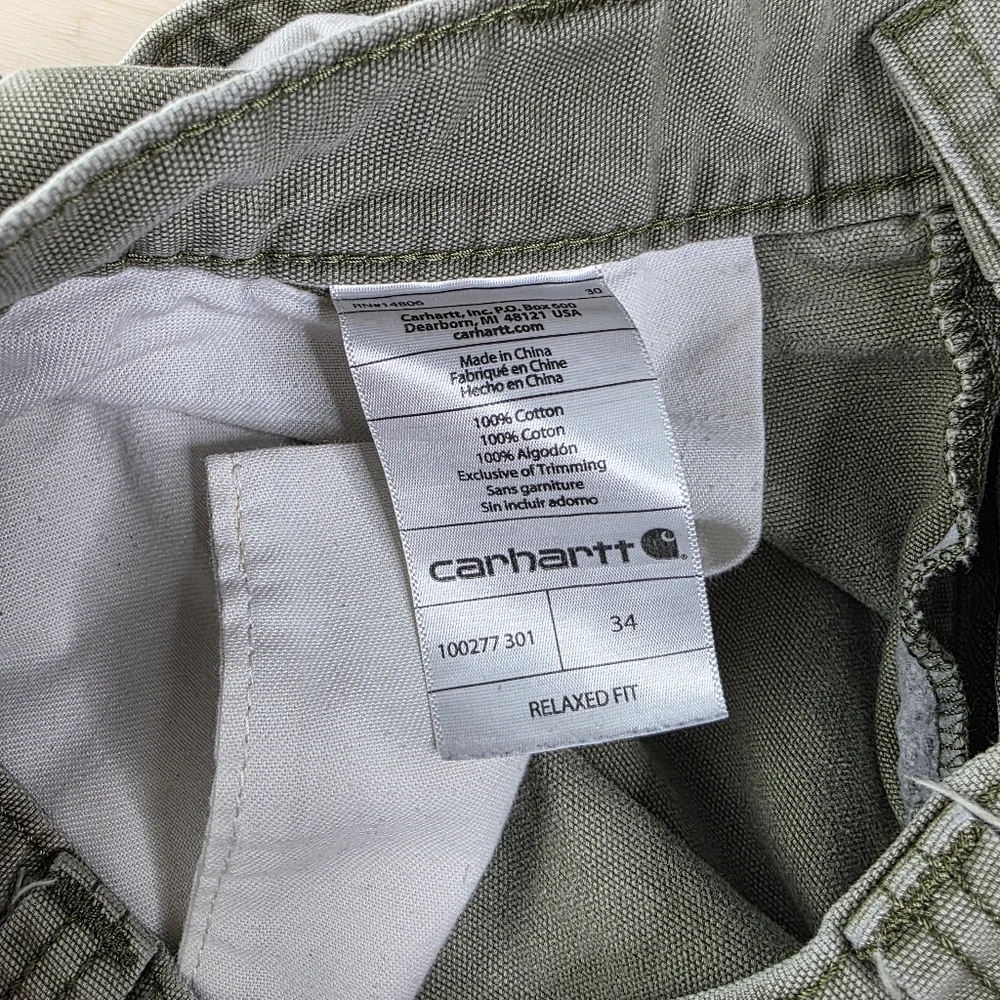 RN#14806 30
Carhartt, Inc. P.O. Box 600
Dearborn, MI 48121 USA
carhartt.com
Made in China
Fabriqué en Chine
Hecho en China
100% Cotton
100% Coton
100% Algodón
Exclusive of Trimming
Sans garniture
Sin incluir adorno
carhartt
100277 301 34
RELAXED FIT